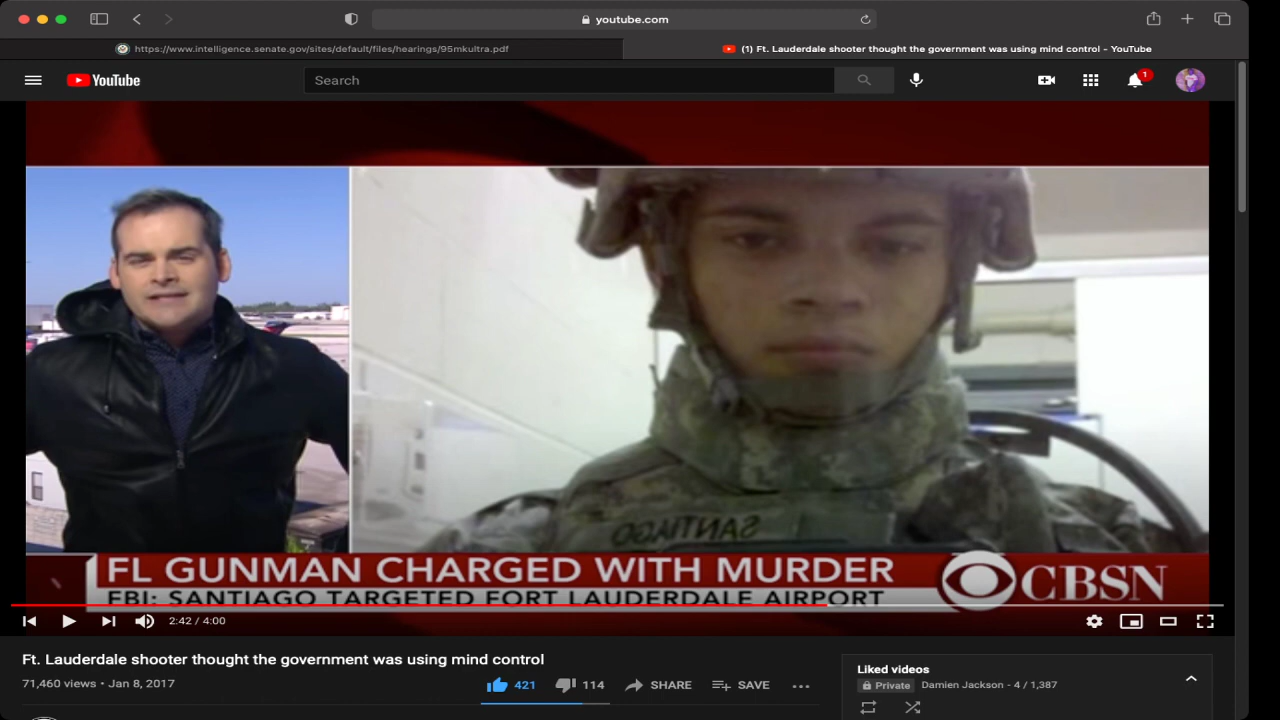 youtube.com
https://www.intelligence.senate.gov/sites/default/files/hearings/95mkultra.pdf
(1) Ft. Lauderdale shooter thought the government was using mind control - YouTube
YouTube
Search
1
SANTIAGO
FL GUNMAN CHARGED WITH MURDER
FBI: SANTIAGO TARGETED FORT LAUDERDALE AIRPORT
CBSN
2:42 / 4:00
Ft. Lauderdale shooter thought the government was using mind control
71,460 views • Jan 8, 2017
421
114
SHARE
SAVE
Liked videos
Private
Damien Jackson - 4 / 1,387